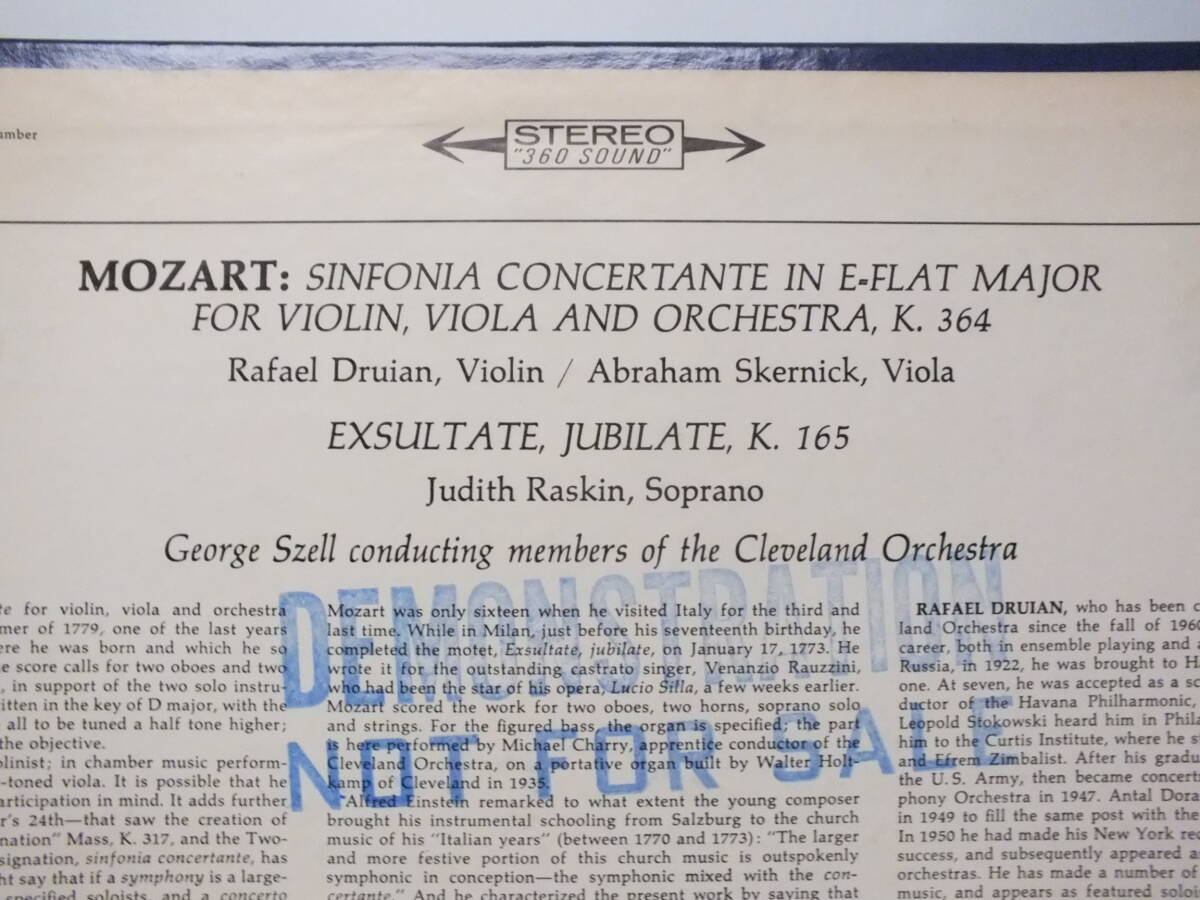 STEREO
"360 SOUND"
MOZART: SINFONIA CONCERTANTE IN E-FLAT MAJOR
FOR VIOLIN, VIOLA AND ORCHESTRA, K. 364
Rafael Druian, Violin / Abraham Skernick, Viola
EXSULTATE, JUBILATE, K. 165
Judith Raskin, Soprano
George Szell conducting members of the Cleveland Orchestra
DEMONSTRATION
NOT FOR SALE
for violin, viola and orchestra
of 1779, one of the last years
he was born and which he so
score calls for two oboes and two
, in support of the two solo instru-
in the key of D major, with the
all to be tuned a half tone higher;
the objective.
; in chamber music perform-
-toned viola. It is possible that he
in mind. It adds further
24th—that saw the creation of
Mass, K. 317, and the Two-
sinfonia concertante, has
say that if a symphony is a large-
specified soloists, and a concerto
Mozart was only sixteen when he visited Italy for the third and
last time. While in Milan, just before his seventeenth birthday, he
completed the motet, Exsultate, jubilate, on January 17, 1773. He
wrote it for the outstanding castrato singer, Venanzio Rauzzini,
who had been the star of his opera, Lucio Silla, a few weeks earlier.
Mozart scored the work for two oboes, two horns, soprano solo
and strings. For the figured bass, the organ is specified; the part
is here performed by Michael Charry, apprentice conductor of the
Cleveland Orchestra, on a portative organ built by Walter Holt-
kamp of Cleveland in 1935.
Alfred Einstein remarked to what extent the young composer
brought his instrumental schooling from Salzburg to the church
music of his "Italian years" (between 1770 and 1773): "The larger
and more festive portion of this church music is outspokenly
symphonic in conception—the symphonic mixed with the con-
certante." And he characterized the present work by saying that
RAFAEL DRUIAN, who has been
land Orchestra since the fall of 1960
career, both in ensemble playing and
Russia, in 1922, he was brought to
one. At seven, he was accepted as a
ductor of the Havana Philharmonic,
Leopold Stokowski heard him in
him to the Curtis Institute, where he
and Efrem Zimbalist. After his
the U. S. Army, then became
phony Orchestra in 1947. Antal
in 1949 to fill the same post with the
In 1950 he had made his New York
success, and subsequently appeared
orchestras. He has made a number of
music, and appears as featured